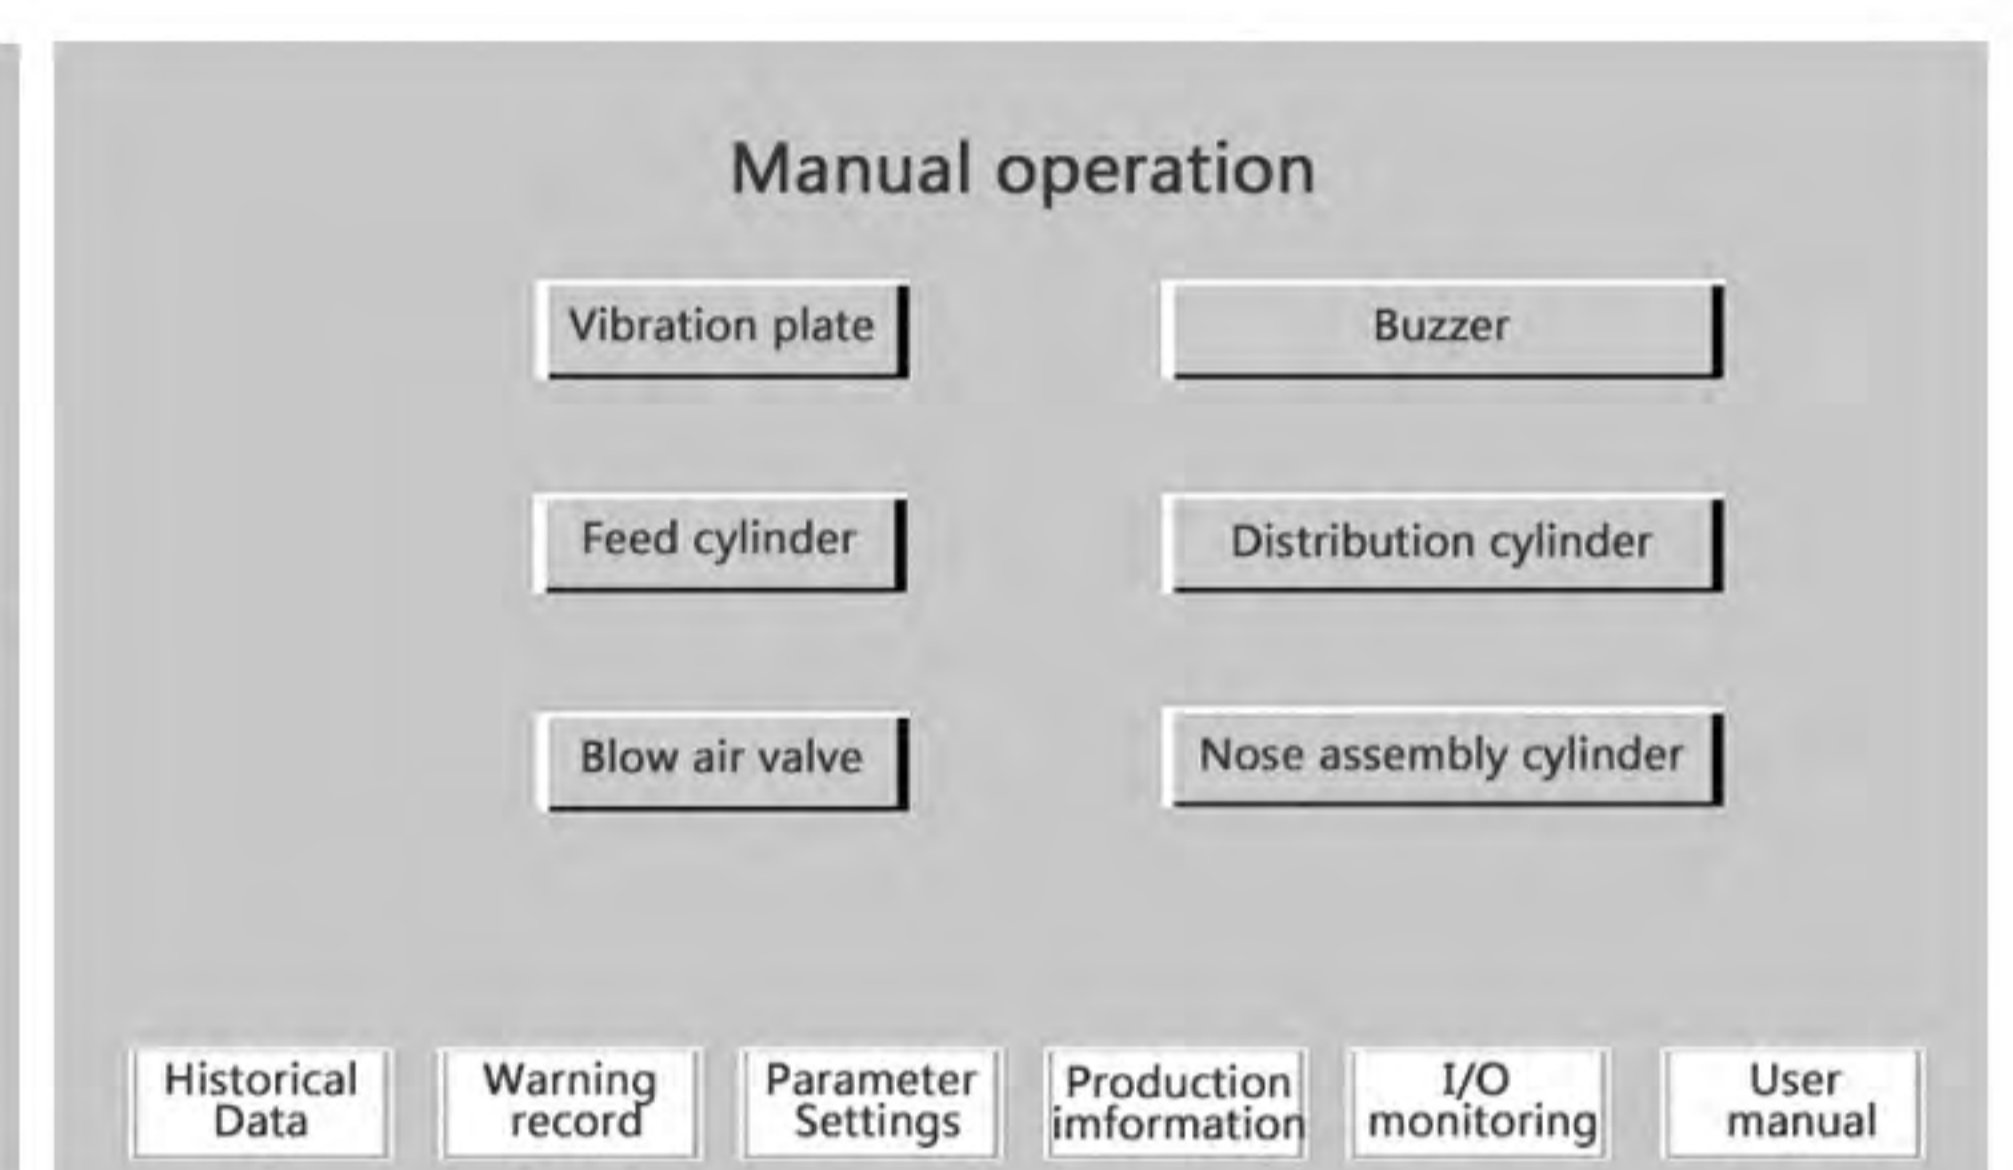 Manual operation
Vibration plate
Buzzer
Feed cylinder
Distribution cylinder
Blow air valve
Nose assembly cylinder
Historical
Data
Warning
record
Parameter
Settings
Production
imformation
I/O
monitoring
User
manual